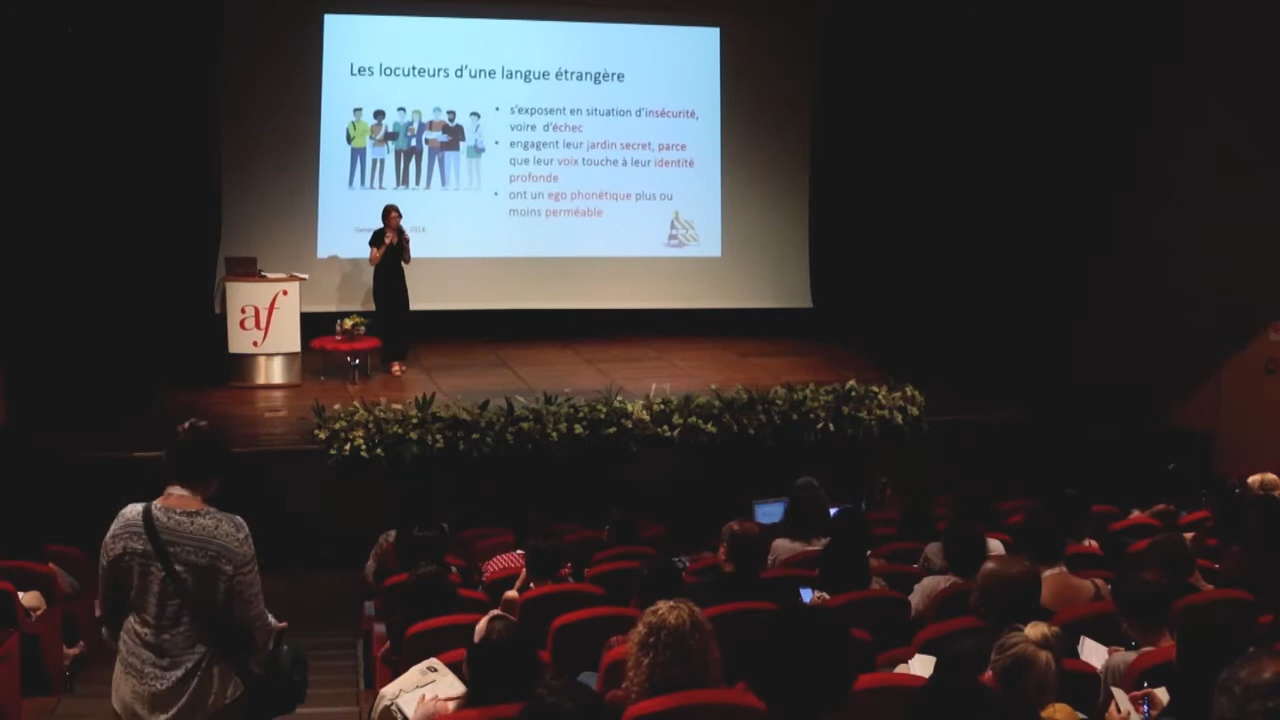 Les locuteurs d'une langue étrangère
• s'exposent en situation d'insécurité,
voire d'échec
• engagent leur jardin secret, parce
que leur voix touche à leur identité
profonde
• ont un ego phonétique plus ou
moins perméable
af